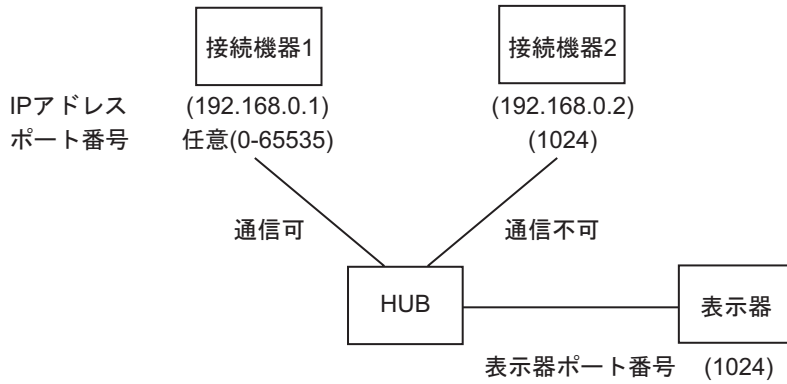 接続機器1 接続機器2
IPアドレス (192.168.0.1) (192.168.0.2)
ポート番号 任意(0-65535) (1024)
通信可 通信不可
HUB 表示器
表示器ポート番号 (1024)